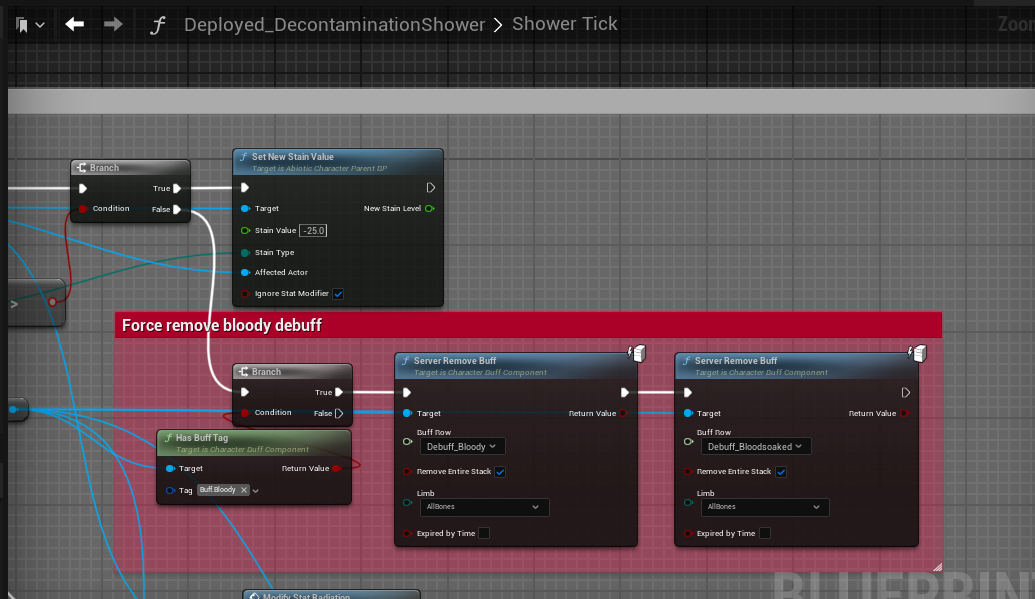 Deployed_DecontaminationShower > Shower Tick
Zoom
Branch
True
Condition
False
>
Set New Stain Value
Target is Abiotic Character Parent BP
Target
New Stain Level
Stain Value -25.0
Stain Type
Affected Actor
Ignore Stat Modifier
Force remove bloody debuff
Branch
True
Condition
False
Has Buff Tag
Target is Character Buff Component
Target
Return Value
Tag Buff.Bloody
Server Remove Buff
Target is Character Buff Component
Target
Return Value
Buff Row
Debuff_Bloody
Remove Entire Stack
Limb
AllBones
Expired by Time
Server Remove Buff
Target is Character Buff Component
Target
Return Value
Buff Row
Debuff_Bloodsoaked
Remove Entire Stack
Limb
AllBones
Expired by Time
Modify Stat Radiation
BLUEPRINT